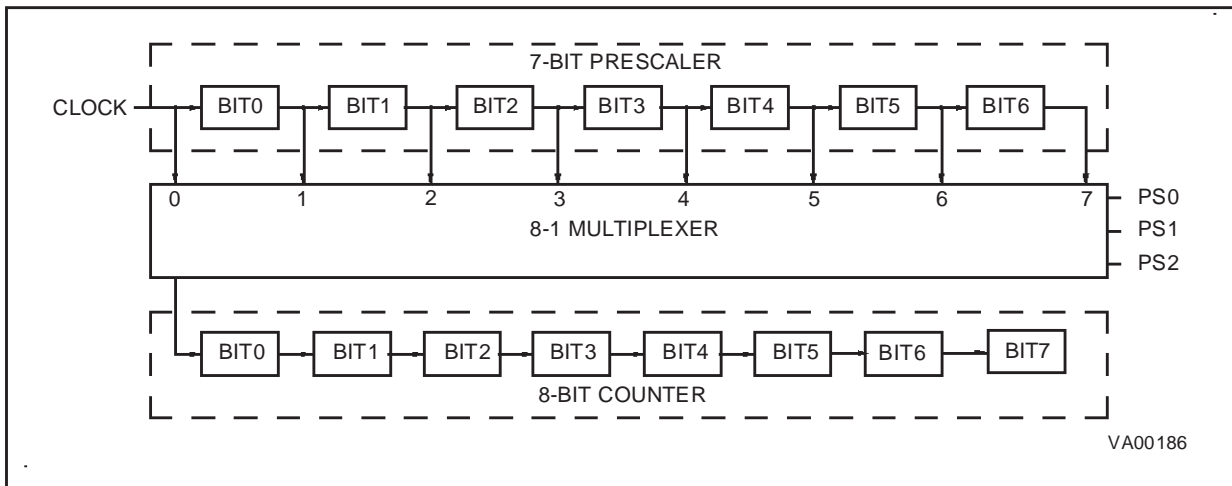 7-BIT PRESCALER
CLOCK BIT0 BIT1 BIT2 BIT3 BIT4 BIT5 BIT6
0 1 2 3 4 5 6 7 PS0
8-1 MULTIPLEXER PS1
PS2
BIT0 BIT1 BIT2 BIT3 BIT4 BIT5 BIT6 BIT7
8-BIT COUNTER
VA00186